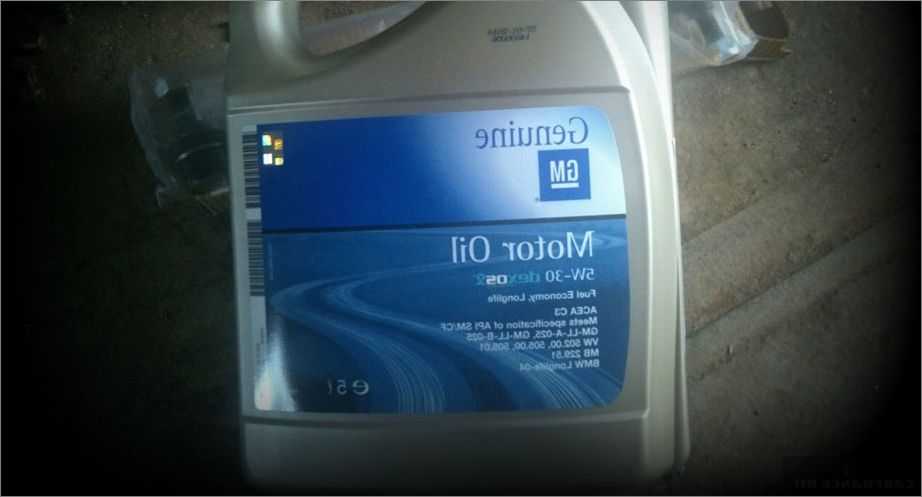 Genuine
GM
Motor Oil
5W-30 dexos2
Fuel Economy, Longlife
ACEA C3
Meets specification of API SM/CF
GM-LL-A-025, GM-LL-B-025
VW 502.00, 505.00, 505.01
MB 229.51
BMW Longlife-04
e 5 l